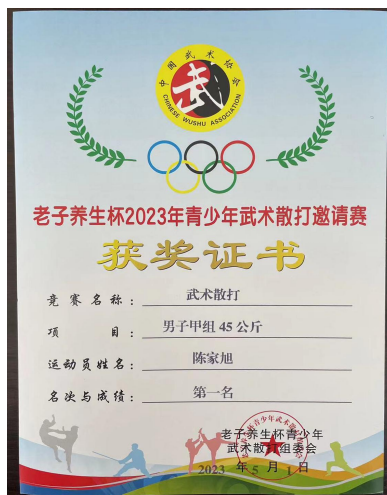 中国武术协会
武
CHINESE WUSHU ASSOCIATION
老子养生杯2023年青少年武术散打邀请赛
获奖证书
竞赛名称： 武术散打
项目： 男子甲组45公斤
运动员姓名： 陈家旭
名次与成绩： 第一名
老子养生杯青少年
武术散打组委会
2023年5月1日